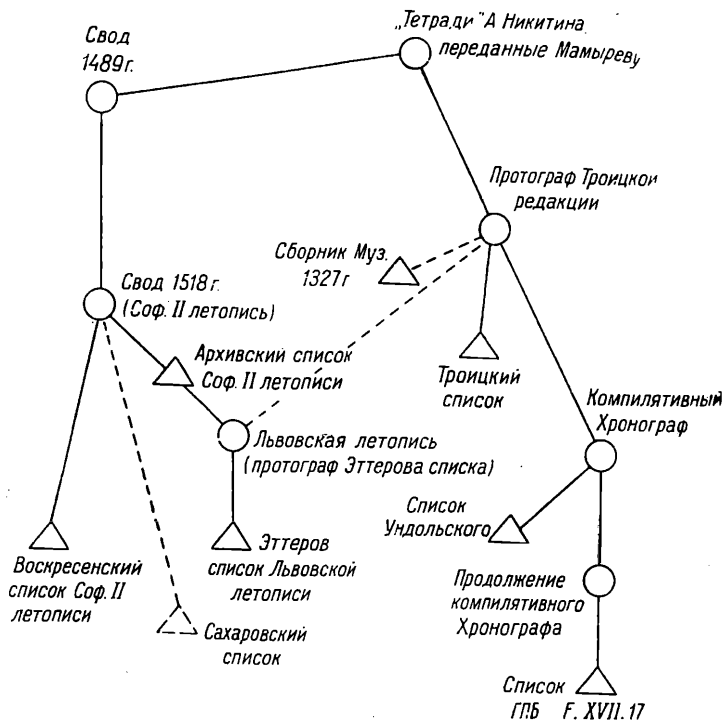 Свод
1489г.
„Тетради" А Никитина,
переданные Мамыреву
Протограф Троицкой
редакции
Сборник Муз.
1327г
Свод 1518г.
(Соф. II летопись)
Архивский список
Соф. II летописи
Троицкий
список
Компилятивный
Хронограф
Львовская летопись
(протограф Эттерова списка)
Список
Ундольского
Воскресенский
список Соф. II
летописи
Эттеров
список Львовской
летописи
Продолжение
компилятивного
Хронографа
Сахаровский
список
Список
ГПБ F. XVII. 17